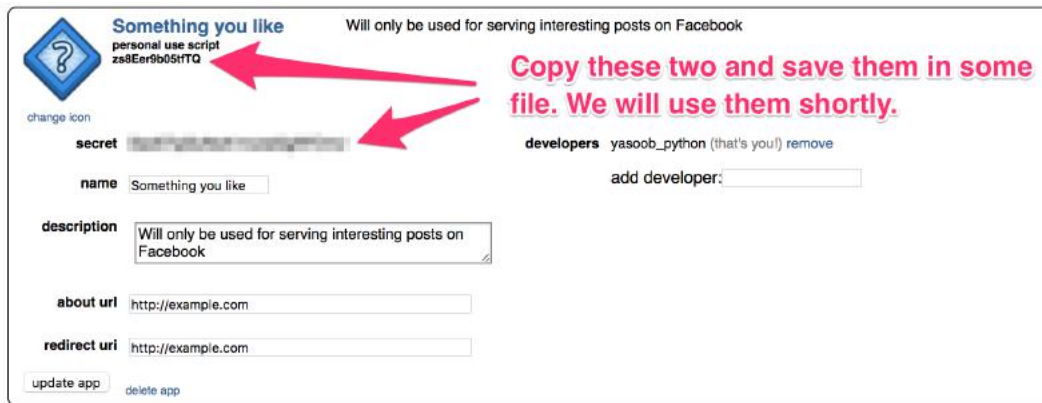 Something you like
Will only be used for serving interesting posts on Facebook
personal use script
zs8Eer9b05tfTQ
Copy these two and save them in some
file. We will use them shortly.
change icon
secret
developers yasoob_python (that's you!) remove
name Something you like
add developer:
description Will only be used for serving interesting posts on
Facebook
about url http://example.com
redirect uri http://example.com
update app delete app